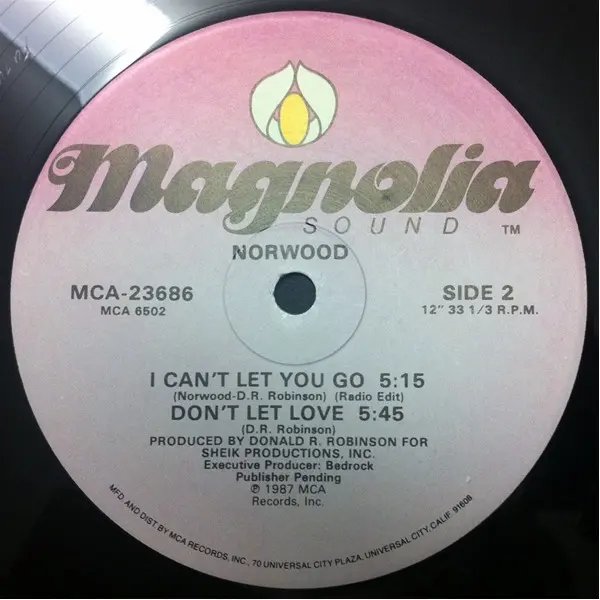 Magnolia
SOUND TM
NORWOOD
MCA-23686 SIDE 2
MCA 6502 12" 33 1/3 R.P.M.
I CAN'T LET YOU GO 5:15
(Norwood-D.R. Robinson) (Radio Edit)
DON'T LET LOVE 5:45
(D.R. Robinson)
PRODUCED BY DONALD R. ROBINSON FOR
SHEIK PRODUCTIONS, INC.
Executive Producer: Bedrock
Publisher Pending
℗ 1987 MCA
Records, Inc.
MFD. AND DIST. BY MCA RECORDS, INC., 70 UNIVERSAL CITY PLAZA, UNIVERSAL CITY, CALIF. 91608